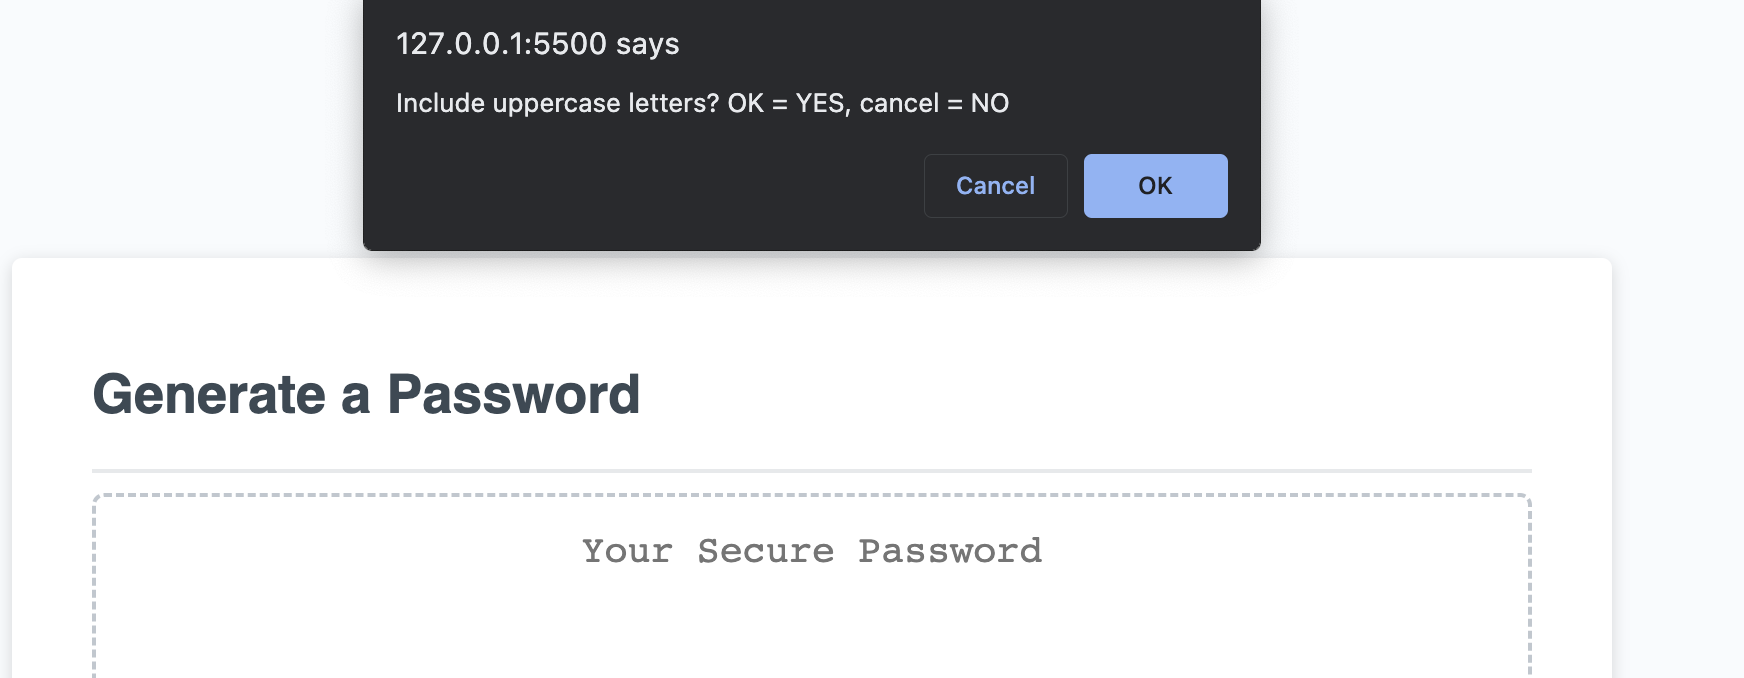 127.0.0.1:5500 says
Include uppercase letters? OK = YES, cancel = NO
Cancel
OK
Generate a Password
Your Secure Password